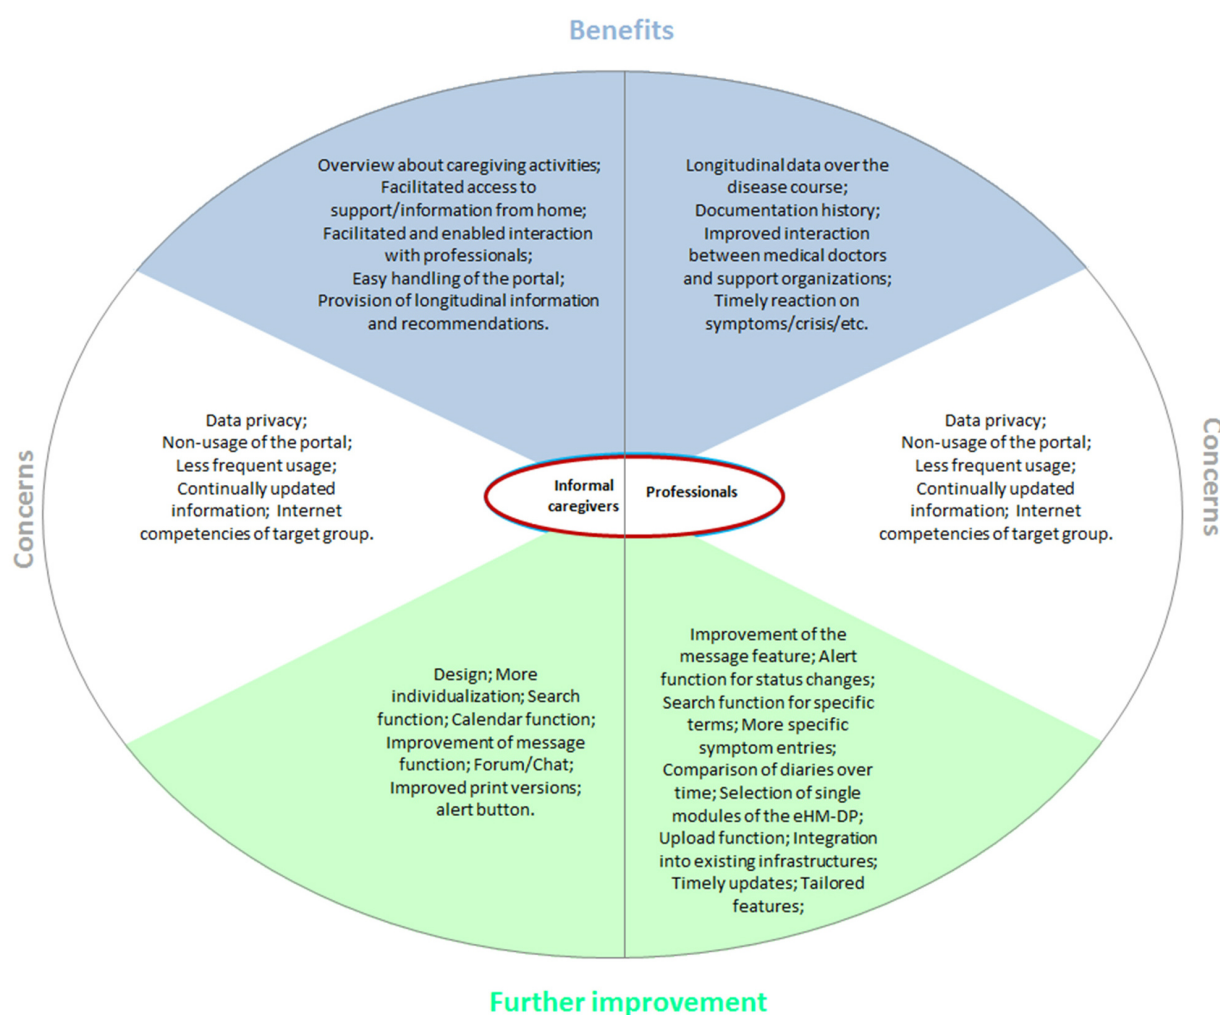 Benefits
Overview about caregiving activities;
Facilitated access to
support/information from home;
Facilitated and enabled interaction
with professionals;
Easy handling of the portal;
Provision of longitudinal information
and recommendations.
Longitudinal data over the
disease course;
Documentation history;
Improved interaction
between medical doctors
and support organizations;
Timely reaction on
symptoms/crisis/etc.
Concerns
Data privacy;
Non-usage of the portal;
Less frequent usage;
Continually updated
information; Internet
competencies of target group.
Informal
caregivers
Professionals
Data privacy;
Non-usage of the portal;
Less frequent usage;
Continually updated
information; Internet
competencies of target group.
Concerns
Design; More
individualization; Search
function; Calendar function;
Improvement of message
function; Forum/Chat;
Improved print versions;
alert button.
Improvement of the
message feature; Alert
function for status changes;
Search function for specific
terms; More specific
symptom entries;
Comparison of diaries over
time; Selection of single
modules of the eHM-DP;
Upload function; Integration
into existing infrastructures;
Timely updates; Tailored
features;
Further improvement